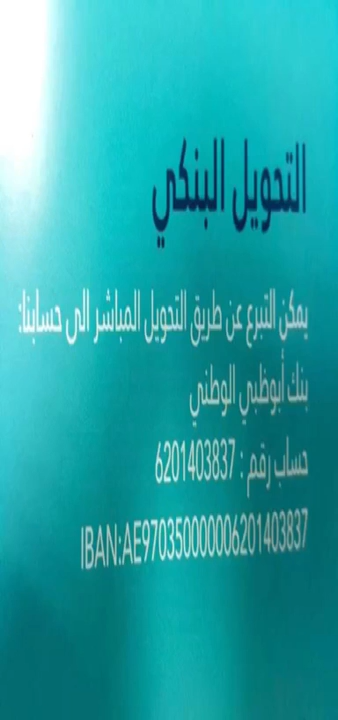 التحويل البنكي
يمكن التبرع عن طريق التحويل المباشر الى حسابنا:
بنك أبوظبي الوطني
حساب رقم : 6201403837
IBAN:AE970350000006201403837